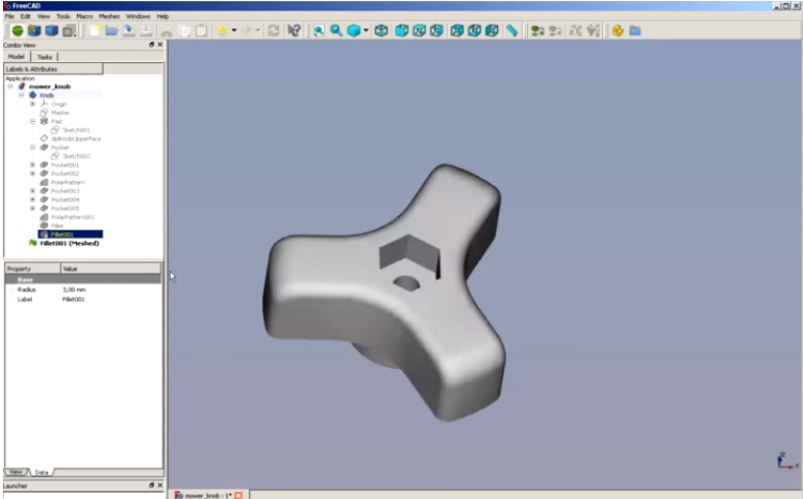 FreeCAD
File Edit View Tools Macro Meshes Windows Help
Combo View
Model Tasks
Labels & Attributes
Application
mower_knob
Knob
Origin
Master
Pad
Sketch001
dplKnobUpperFace
Pocket
Sketch002
Pocket001
Pocket002
PolarPattern
Pocket003
Pocket004
Pocket005
PolarPattern001
Fillet
Fillet001
Fillet001 (Meshed)
Property Value
Base
Radius 3,00 mm
Label Fillet001
View Data
Launcher
mower_knob : 1*